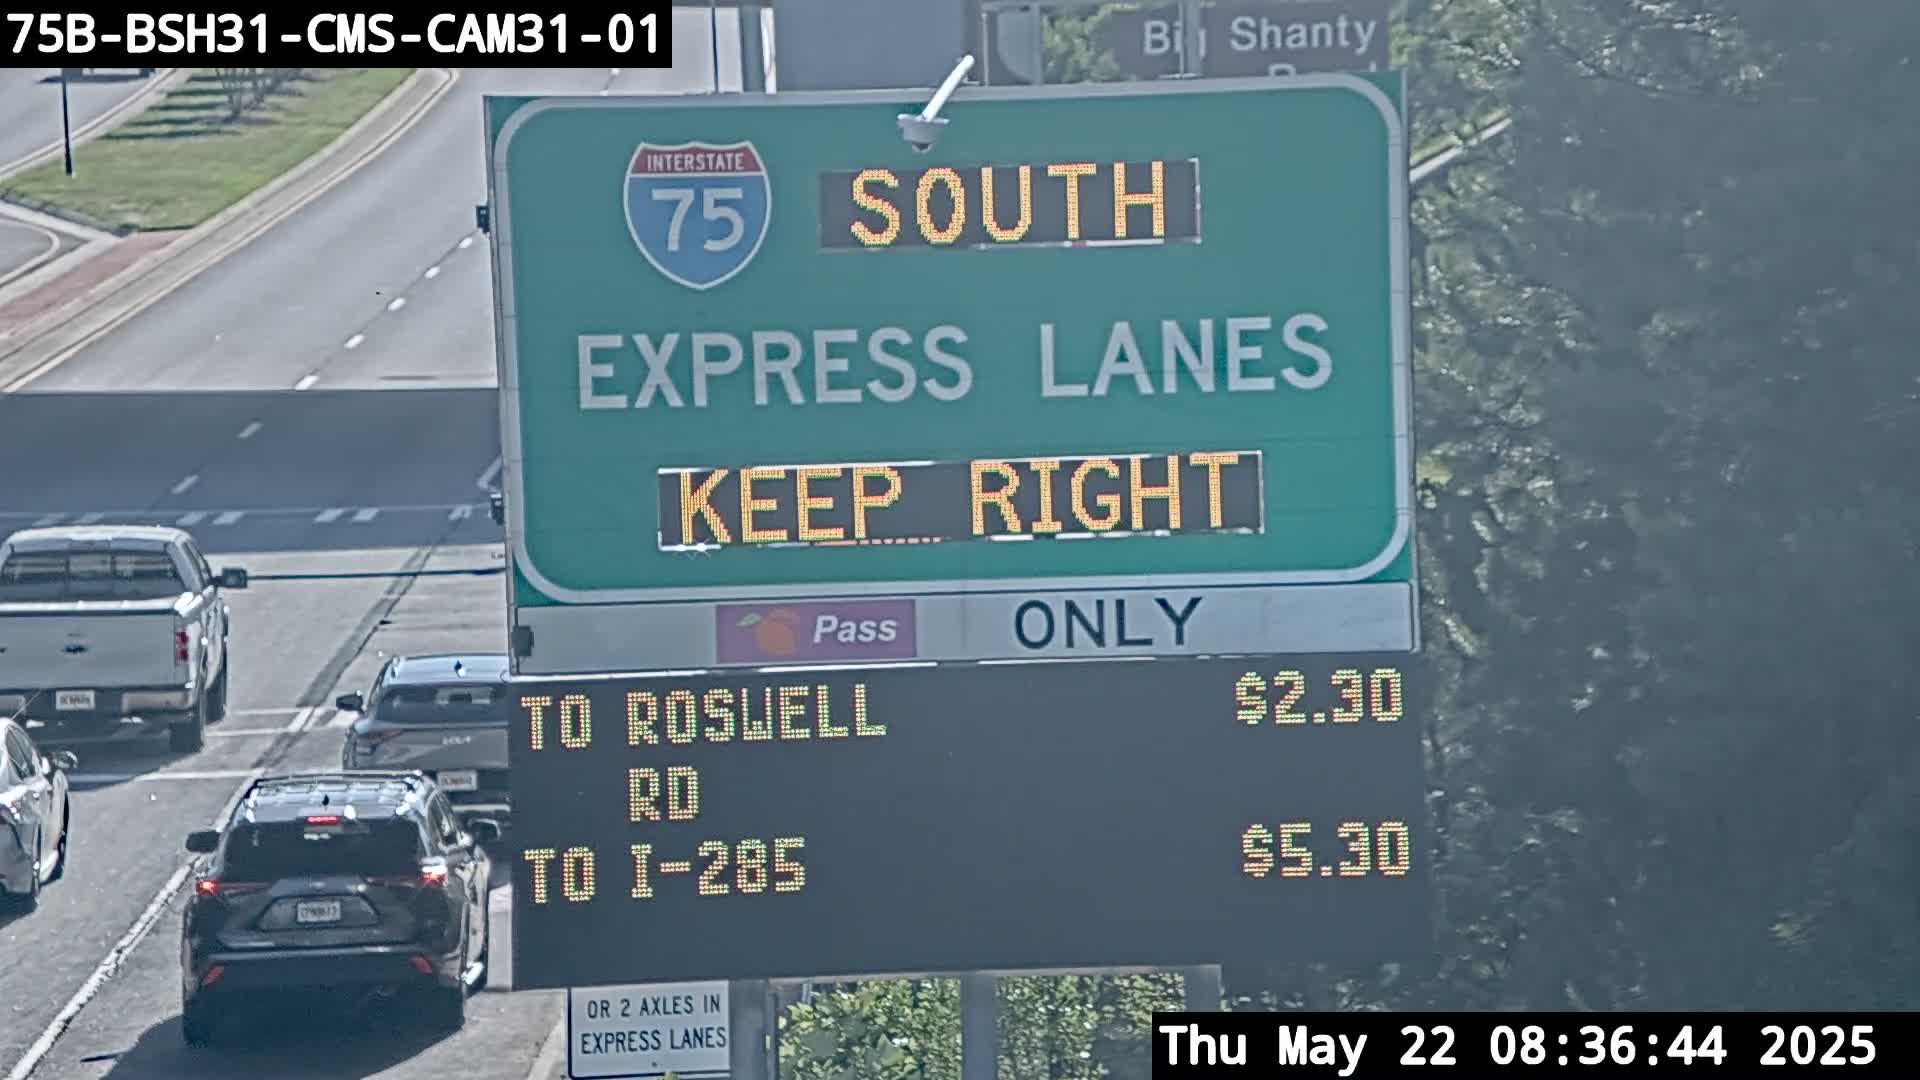 75B-BSH31-CMS-CAM31-01
Big Shanty
INTERSTATE
75
SOUTH
EXPRESS LANES
KEEP RIGHT
Pass ONLY
TO ROSWELL $2.30
RD
TO I-285 $5.30
OR 2 AXLES IN
EXPRESS LANES
Thu May 22 08:36:44 2025